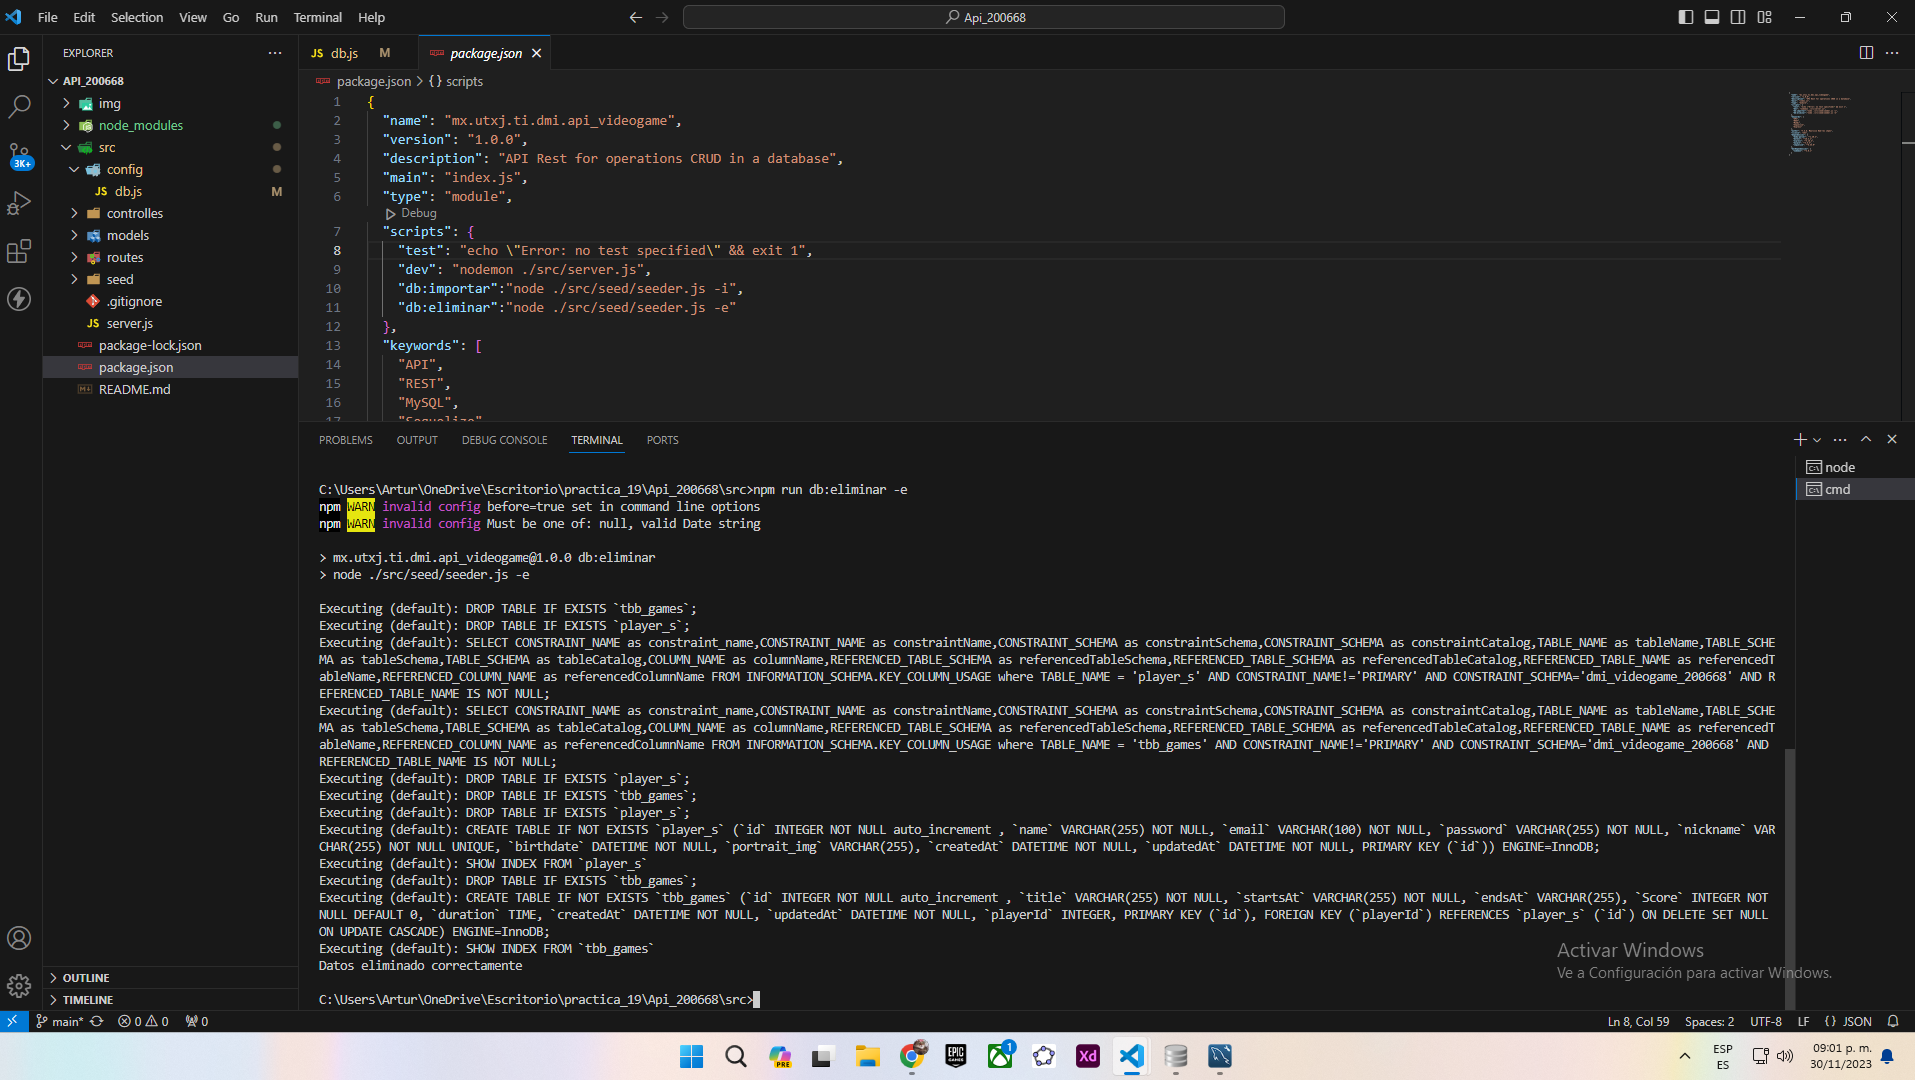 File Edit Selection View Go Run Terminal Help
Api_200668
EXPLORER
API_200668
img
node_modules
src
config
JS db.js M
controlles
models
routes
seed
.gitignore
JS server.js
package-lock.json
package.json
README.md
OUTLINE
TIMELINE
3K+
JS db.js M
package.json
package.json > {} scripts
1 {
2 "name": "mx.utxj.ti.dmi.api_videogame",
3 "version": "1.0.0",
4 "description": "API Rest for operations CRUD in a database",
5 "main": "index.js",
6 "type": "module",
Debug
7 "scripts": {
8 "test": "echo \"Error: no test specified\" && exit 1",
9 "dev": "nodemon ./src/server.js",
10 "db:importar":"node ./src/seed/seeder.js -i",
11 "db:eliminar":"node ./src/seed/seeder.js -e"
12 },
13 "keywords": [
14 "API",
15 "REST",
16 "MySQL",
17 "Sequelize"
PROBLEMS OUTPUT DEBUG CONSOLE TERMINAL PORTS
node
cmd
C:\Users\Artur\OneDrive\Escritorio\practica_19\Api_200668\src>npm run db:eliminar -e
npm WARN invalid config before=true set in command line options
npm WARN invalid config Must be one of: null, valid Date string
> mx.utxj.ti.dmi.api_videogame@1.0.0 db:eliminar
> node ./src/seed/seeder.js -e
Executing (default): DROP TABLE IF EXISTS `tbb_games`;
Executing (default): DROP TABLE IF EXISTS `player_s`;
Executing (default): SELECT CONSTRAINT_NAME as constraint_name,CONSTRAINT_NAME as constraintName,CONSTRAINT_SCHEMA as constraintSchema,CONSTRAINT_SCHEMA as constraintCatalog,TABLE_NAME as tableName,TABLE_SCHE
MA as tableSchema,TABLE_SCHEMA as tableCatalog,COLUMN_NAME as columnName,REFERENCED_TABLE_SCHEMA as referencedTableSchema,REFERENCED_TABLE_SCHEMA as referencedTableCatalog,REFERENCED_TABLE_NAME as referencedT
ableName,REFERENCED_COLUMN_NAME as referencedColumnName FROM INFORMATION_SCHEMA.KEY_COLUMN_USAGE where TABLE_NAME = 'player_s' AND CONSTRAINT_NAME!='PRIMARY' AND CONSTRAINT_SCHEMA='dmi_videogame_200668' AND R
EFERENCED_TABLE_NAME IS NOT NULL;
Executing (default): SELECT CONSTRAINT_NAME as constraint_name,CONSTRAINT_NAME as constraintName,CONSTRAINT_SCHEMA as constraintSchema,CONSTRAINT_SCHEMA as constraintCatalog,TABLE_NAME as tableName,TABLE_SCHE
MA as tableSchema,TABLE_SCHEMA as tableCatalog,COLUMN_NAME as columnName,REFERENCED_TABLE_SCHEMA as referencedTableSchema,REFERENCED_TABLE_SCHEMA as referencedTableCatalog,REFERENCED_TABLE_NAME as referencedT
ableName,REFERENCED_COLUMN_NAME as referencedColumnName FROM INFORMATION_SCHEMA.KEY_COLUMN_USAGE where TABLE_NAME = 'tbb_games' AND CONSTRAINT_NAME!='PRIMARY' AND CONSTRAINT_SCHEMA='dmi_videogame_200668' AND
REFERENCED_TABLE_NAME IS NOT NULL;
Executing (default): DROP TABLE IF EXISTS `player_s`;
Executing (default): DROP TABLE IF EXISTS `tbb_games`;
Executing (default): DROP TABLE IF EXISTS `player_s`;
Executing (default): CREATE TABLE IF NOT EXISTS `player_s` (`id` INTEGER NOT NULL auto_increment , `name` VARCHAR(255) NOT NULL, `email` VARCHAR(100) NOT NULL, `password` VARCHAR(255) NOT NULL, `nickname` VAR
CHAR(255) NOT NULL UNIQUE, `birthdate` DATETIME NOT NULL, `portrait_img` VARCHAR(255), `createdAt` DATETIME NOT NULL, `updatedAt` DATETIME NOT NULL, PRIMARY KEY (`id`)) ENGINE=InnoDB;
Executing (default): SHOW INDEX FROM `player_s`
Executing (default): DROP TABLE IF EXISTS `tbb_games`;
Executing (default): CREATE TABLE IF NOT EXISTS `tbb_games` (`id` INTEGER NOT NULL auto_increment , `title` VARCHAR(255) NOT NULL, `startsAt` VARCHAR(255) NOT NULL, `endsAt` VARCHAR(255), `Score` INTEGER NOT
NULL DEFAULT 0, `duration` TIME, `createdAt` DATETIME NOT NULL, `updatedAt` DATETIME NOT NULL, `playerId` INTEGER, PRIMARY KEY (`id`), FOREIGN KEY (`playerId`) REFERENCES `player_s` (`id`) ON DELETE SET NULL
ON UPDATE CASCADE) ENGINE=InnoDB;
Executing (default): SHOW INDEX FROM `tbb_games`
Datos eliminado correctamente
C:\Users\Artur\OneDrive\Escritorio\practica_19\Api_200668\src>
Activar Windows
Ve a Configuración para activar Windows.
main* 0 0 0
Ln 8, Col 59 Spaces: 2 UTF-8 LF {} JSON
PRE
EPIC GAMES
1
Xd
ESP
ES
09:01 p. m.
30/11/2023